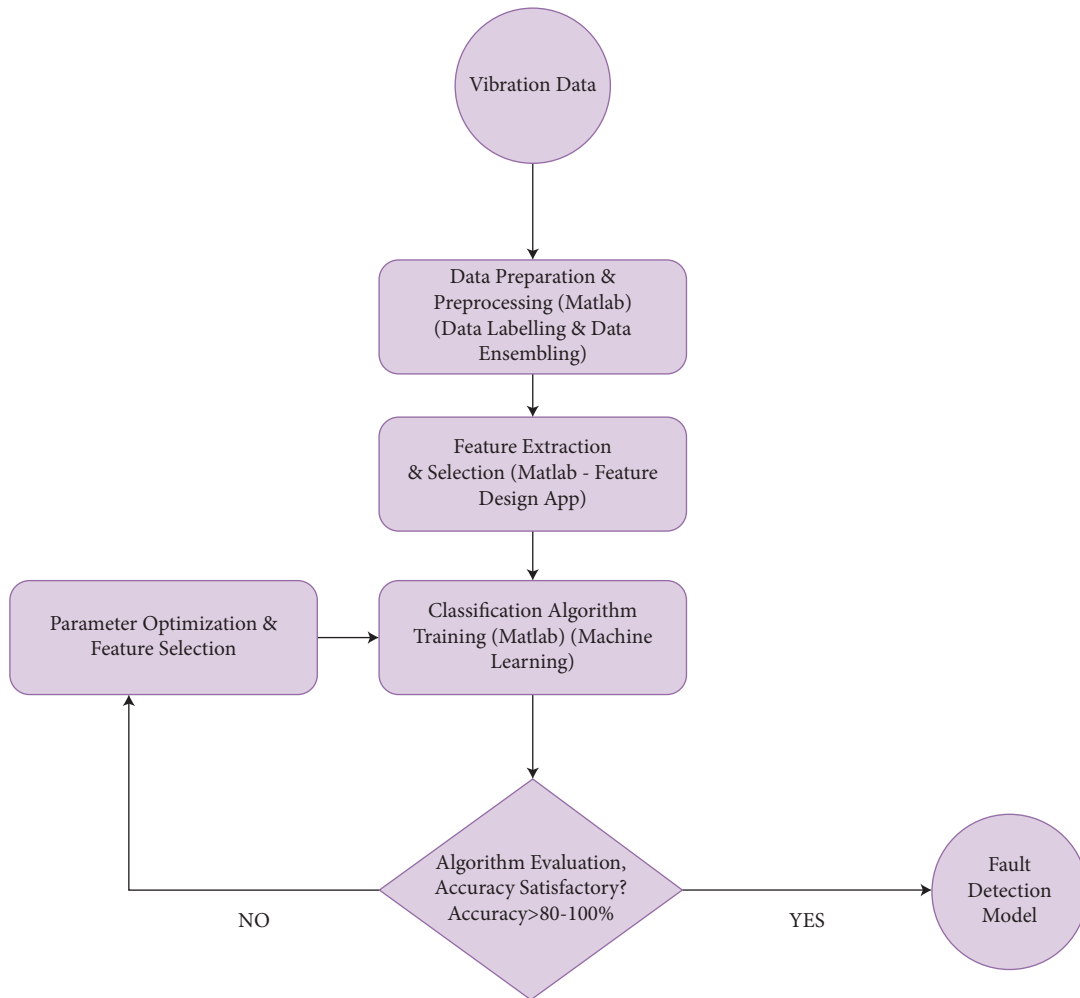 Vibration Data
Data Preparation &
Preprocessing (Matlab)
(Data Labelling & Data
Ensembling)
Feature Extraction
& Selection (Matlab - Feature
Design App)
Parameter Optimization &
Feature Selection
Classification Algorithm
Training (Matlab) (Machine
Learning)
Algorithm Evaluation,
Accuracy Satisfactory?
Accuracy>80-100%
NO
YES
Fault
Detection
Model